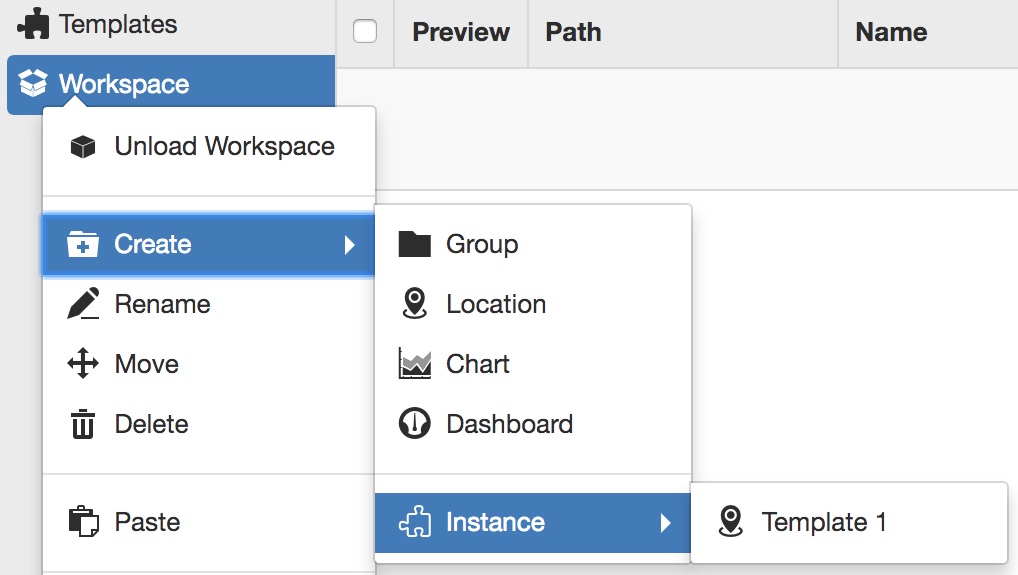 Templates
Preview Path Name
Workspace
Unload Workspace
Create
Rename
Move
Delete
Paste
Group
Location
Chart
Dashboard
Instance
Template 1